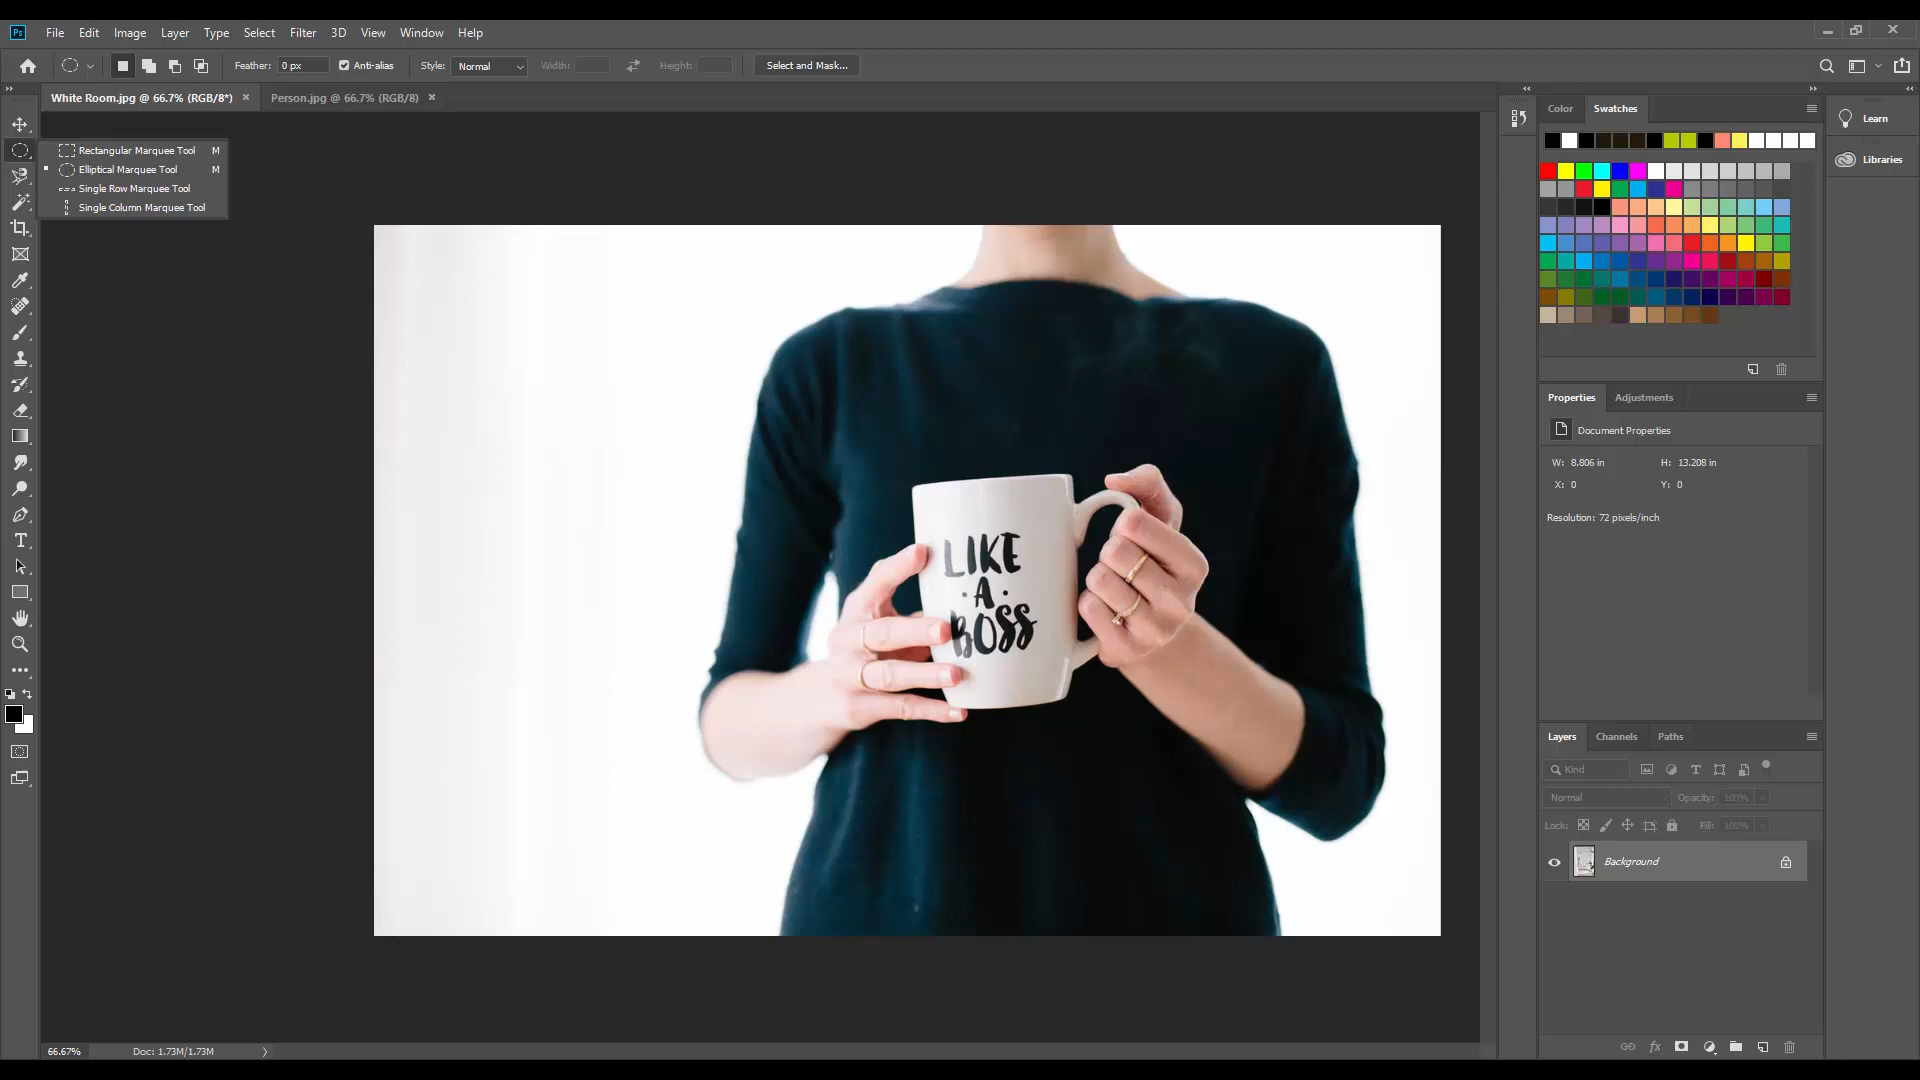 Ps File Edit Image Layer Type Select Filter 3D View Window Help
Feather: 0 px Anti-alias Style: Normal Width: Height: Select and Mask...
White Room.jpg @ 66.7% (RGB/8*) × Person.jpg @ 66.7% (RGB/8) ×
Rectangular Marquee Tool M
Elliptical Marquee Tool M
Single Row Marquee Tool
Single Column Marquee Tool
LIKE
·A·
BOSS
Color Swatches
Learn
Libraries
Properties Adjustments
Document Properties
W: 8.806 in H: 13.208 in
X: 0 Y: 0
Resolution: 72 pixels/inch
Layers Channels Paths
Kind
Normal Opacity: 100%
Lock: Fill: 100%
Background
66.67% Doc: 1.73M/1.73M